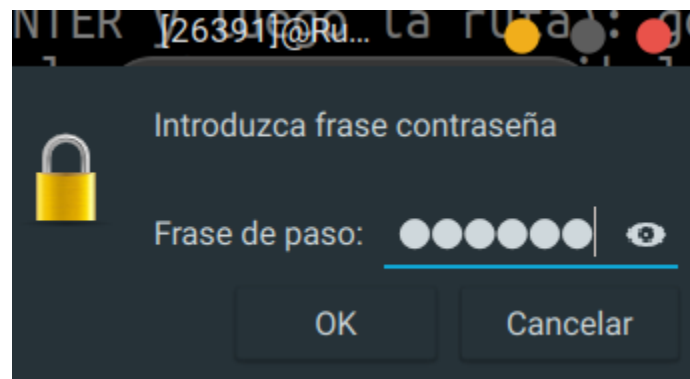 [26391]@Ru...
Introduzca frase contraseña
Frase de paso: ●●●●●●
OK Cancelar